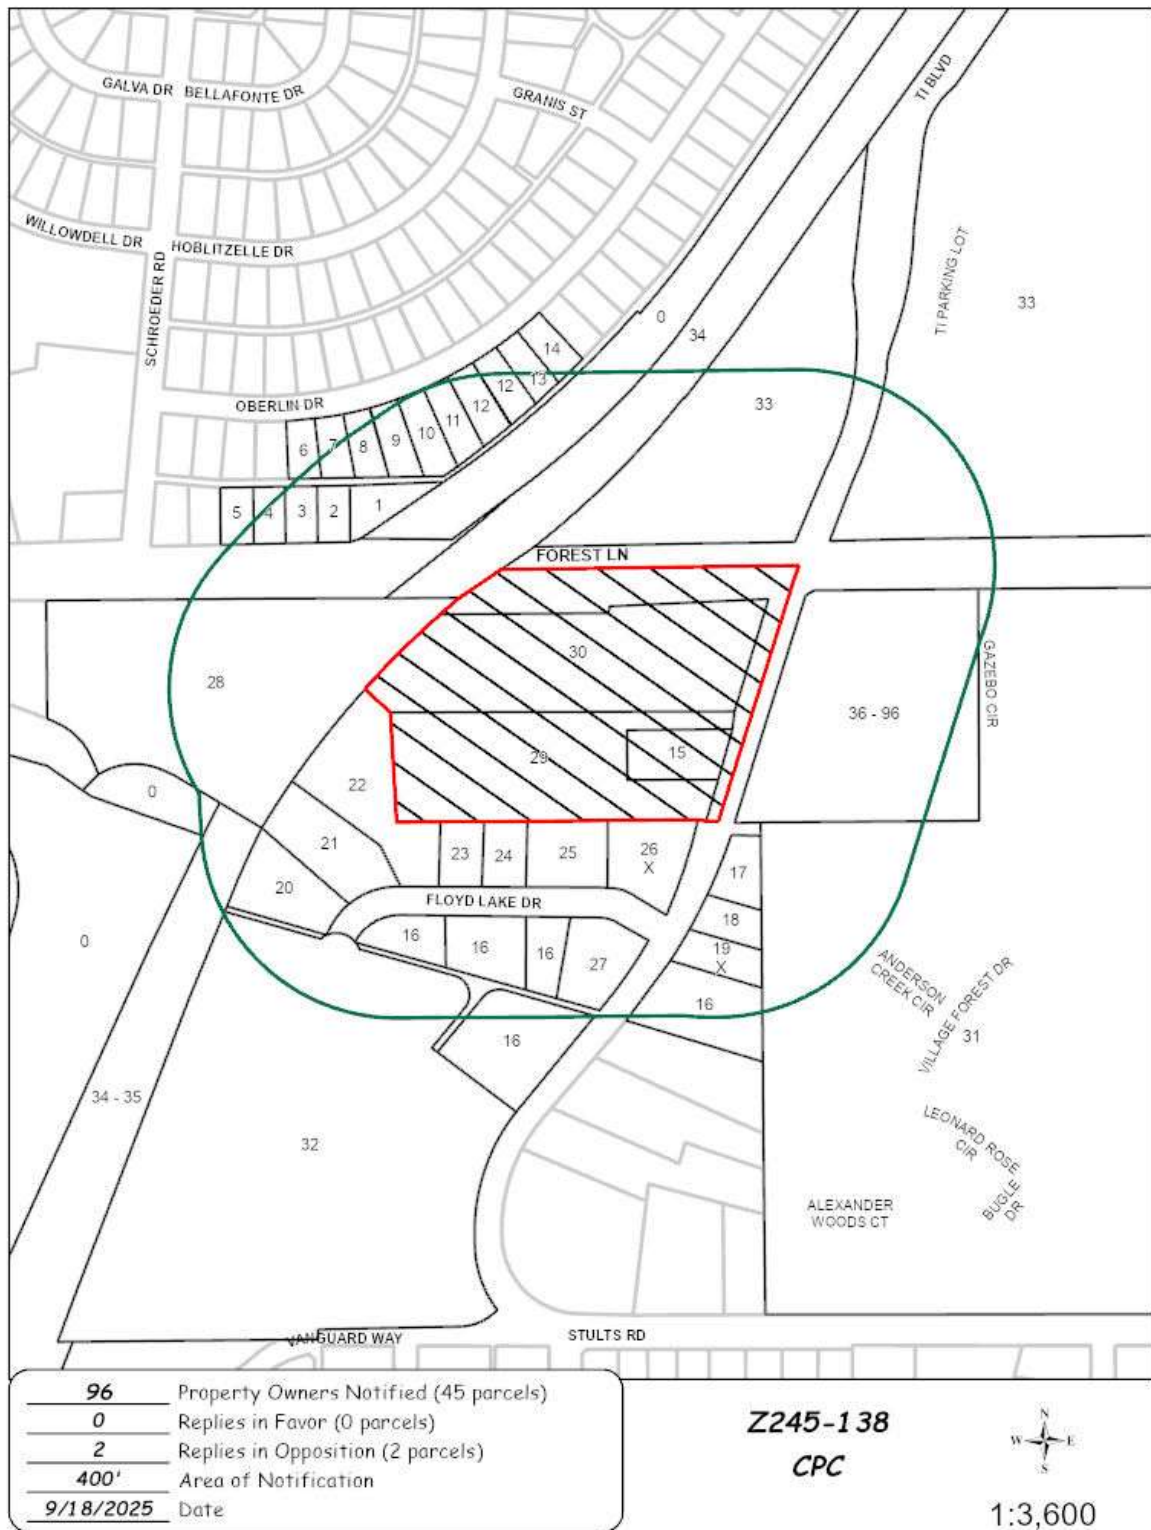 TI BLVD
GALVA DR
BELLAFONTE DR
GRANIS ST
WILLOWDELL DR
HOBLITZELLE DR
SCHROEDER RD
TI PARKING LOT
33
0
34
14
13
12
12
11
10
9
8
7
6
OBERLIN DR
33
5
4
3
2
1
FOREST LN
30
28
36 - 96
GAZEBO CIR
29
15
22
0
21
23
24
25
26
X
17
20
FLOYD LAKE DR
18
16
16
16
27
19
X
0
16
ANDERSON
CREEK CIR
VILLAGE FOREST DR
31
16
34 - 35
32
LEONARD ROSE
CIR
BUGLE
DR
ALEXANDER
WOODS CT
VANGUARD WAY
STULTS RD
96 Property Owners Notified (45 parcels)
0 Replies in Favor (0 parcels)
2 Replies in Opposition (2 parcels)
400' Area of Notification
9/18/2025 Date
Z245-138
CPC
N
W E
S
1:3,600